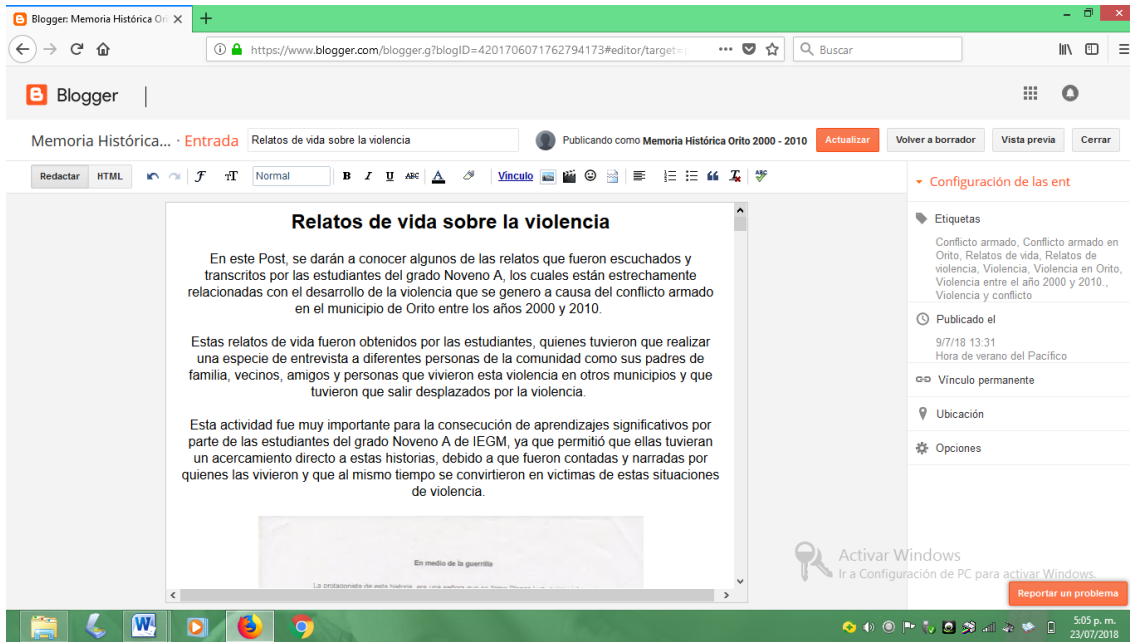 Blogger: Memoria Histórica Ori
https://www.blogger.com/blogger.g?blogID=4201706071762794173#editor/target=
Buscar
Blogger
Memoria Histórica... · Entrada
Relatos de vida sobre la violencia
Publicando como Memoria Histórica Orito 2000 - 2010
Actualizar
Volver a borrador
Vista previa
Cerrar
Redactar
HTML
Normal
B I U ABC A
Vínculo
Relatos de vida sobre la violencia
En este Post, se darán a conocer algunos de las relatos que fueron escuchados y
transcritos por las estudiantes del grado Noveno A, los cuales están estrechamente
relacionadas con el desarrollo de la violencia que se genero a causa del conflicto armado
en el municipio de Orito entre los años 2000 y 2010.
Estas relatos de vida fueron obtenidos por las estudiantes, quienes tuvieron que realizar
una especie de entrevista a diferentes personas de la comunidad como sus padres de
familia, vecinos, amigos y personas que vivieron esta violencia en otros municipios y que
tuvieron que salir desplazados por la violencia.
Esta actividad fue muy importante para la consecución de aprendizajes significativos por
parte de las estudiantes del grado Noveno A de IEGM, ya que permitió que ellas tuvieran
un acercamiento directo a estas historias, debido a que fueron contadas y narradas por
quienes las vivieron y que al mismo tiempo se convirtieron en victimas de estas situaciones
de violencia.
En medio de la guerrilla
Configuración de las ent
Etiquetas
Conflicto armado, Conflicto armado en
Orito, Relatos de vida, Relatos de
violencia, Violencia, Violencia en Orito,
Violencia entre el año 2000 y 2010.,
Violencia y conflicto
Publicado el
9/7/18 13:31
Hora de verano del Pacífico
Vínculo permanente
Ubicación
Opciones
Activar Windows
Ir a Configuración de PC para activar Windows.
Reportar un problema
5:05 p. m.
23/07/2018